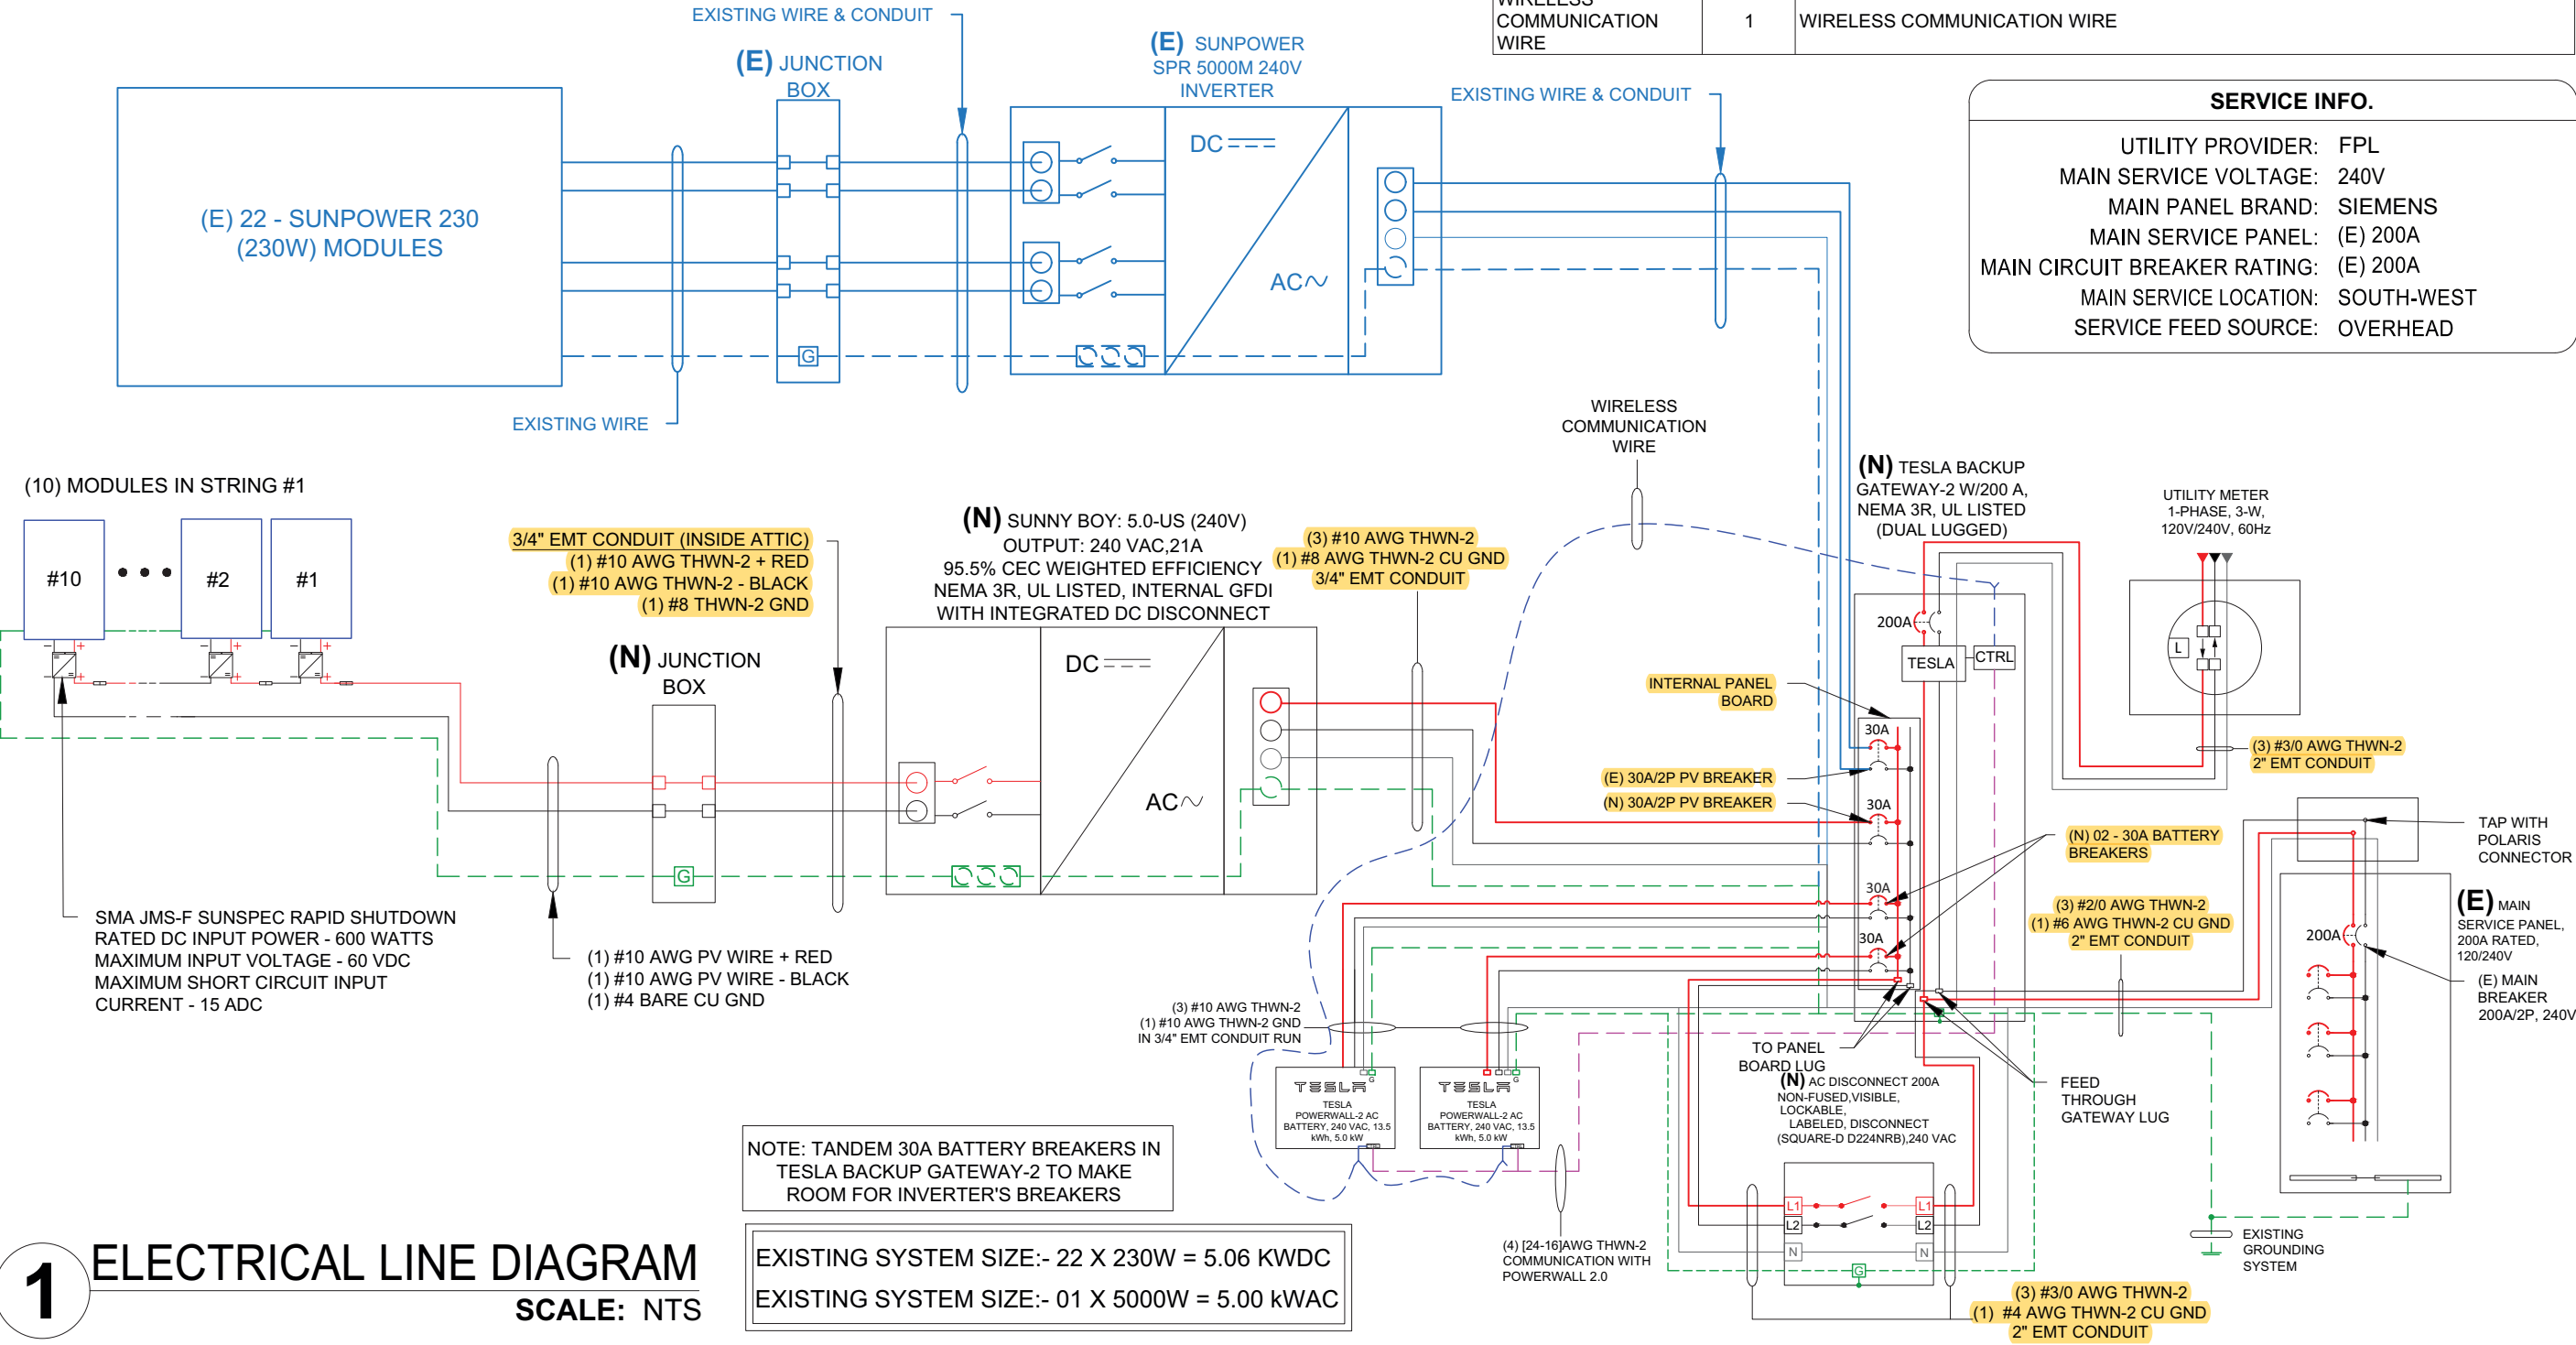 WIRELESS
COMMUNICATION
WIRE
1
WIRELESS COMMUNICATION WIRE
EXISTING WIRE & CONDUIT
(E) JUNCTION
BOX
(E) SUNPOWER
SPR 5000M 240V
INVERTER
EXISTING WIRE & CONDUIT
DC
AC
(E) 22 - SUNPOWER 230
(230W) MODULES
G
EXISTING WIRE
SERVICE INFO.
UTILITY PROVIDER: FPL
MAIN SERVICE VOLTAGE: 240V
MAIN PANEL BRAND: SIEMENS
MAIN SERVICE PANEL: (E) 200A
MAIN CIRCUIT BREAKER RATING: (E) 200A
MAIN SERVICE LOCATION: SOUTH-WEST
SERVICE FEED SOURCE: OVERHEAD
WIRELESS
COMMUNICATION
WIRE
(10) MODULES IN STRING #1
#10
#2
#1
3/4" EMT CONDUIT (INSIDE ATTIC)
(1) #10 AWG THWN-2 + RED
(1) #10 AWG THWN-2 - BLACK
(1) #8 THWN-2 GND
(N) JUNCTION
BOX
G
(N) SUNNY BOY: 5.0-US (240V)
OUTPUT: 240 VAC,21A
95.5% CEC WEIGHTED EFFICIENCY
NEMA 3R, UL LISTED, INTERNAL GFDI
WITH INTEGRATED DC DISCONNECT
DC
AC
(3) #10 AWG THWN-2
(1) #8 AWG THWN-2 CU GND
3/4" EMT CONDUIT
(N) TESLA BACKUP
GATEWAY-2 W/200 A,
NEMA 3R, UL LISTED
(DUAL LUGGED)
200A
TESLA
CTRL
INTERNAL PANEL
BOARD
30A
(E) 30A/2P PV BREAKER
(N) 30A/2P PV BREAKER
30A
30A
30A
UTILITY METER
1-PHASE, 3-W,
120V/240V, 60Hz
L
(3) #3/0 AWG THWN-2
2" EMT CONDUIT
(N) 02 - 30A BATTERY
BREAKERS
(3) #2/0 AWG THWN-2
(1) #6 AWG THWN-2 CU GND
2" EMT CONDUIT
TAP WITH
POLARIS
CONNECTOR
(E) MAIN
SERVICE PANEL,
200A RATED,
120/240V
200A
(E) MAIN
BREAKER
200A/2P, 240V
SMA JMS-F SUNSPEC RAPID SHUTDOWN
RATED DC INPUT POWER - 600 WATTS
MAXIMUM INPUT VOLTAGE - 60 VDC
MAXIMUM SHORT CIRCUIT INPUT
CURRENT - 15 ADC
(1) #10 AWG PV WIRE + RED
(1) #10 AWG PV WIRE - BLACK
(1) #4 BARE CU GND
(3) #10 AWG THWN-2
(1) #10 AWG THWN-2 GND
IN 3/4" EMT CONDUIT RUN
G
TESLA
TESLA
POWERWALL-2 AC
BATTERY, 240 VAC, 13.5
kWh, 5.0 kW
G
TESLA
TESLA
POWERWALL-2 AC
BATTERY, 240 VAC, 13.5
kWh, 5.0 kW
TO PANEL
BOARD LUG
(N) AC DISCONNECT 200A
NON-FUSED,VISIBLE,
LOCKABLE,
LABELED, DISCONNECT
(SQUARE-D D224NRB),240 VAC
FEED
THROUGH
GATEWAY LUG
L1
L1
L2
L2
N
N
G
(4) [24-16]AWG THWN-2
COMMUNICATION WITH
POWERWALL 2.0
EXISTING
GROUNDING
SYSTEM
(3) #3/0 AWG THWN-2
(1) #4 AWG THWN-2 CU GND
2" EMT CONDUIT
NOTE: TANDEM 30A BATTERY BREAKERS IN
TESLA BACKUP GATEWAY-2 TO MAKE
ROOM FOR INVERTER'S BREAKERS
EXISTING SYSTEM SIZE:- 22 X 230W = 5.06 KWDC
EXISTING SYSTEM SIZE:- 01 X 5000W = 5.00 kWAC
1
ELECTRICAL LINE DIAGRAM
SCALE: NTS